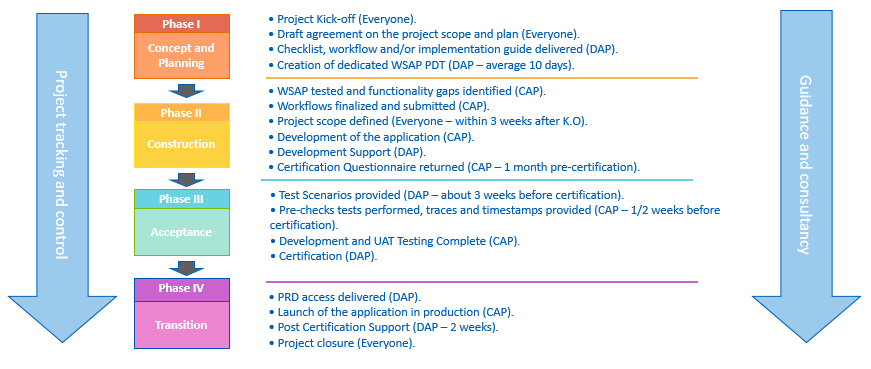 Project tracking and control
Phase I
Concept and
Planning
• Project Kick-off (Everyone).
• Draft agreement on the project scope and plan (Everyone).
• Checklist, workflow and/or implementation guide delivered (DAP).
• Creation of dedicated WSAP PDT (DAP – average 10 days).
Phase II
Construction
• WSAP tested and functionality gaps identified (CAP).
• Workflows finalized and submitted (CAP).
• Project scope defined (Everyone – within 3 weeks after K.O).
• Development of the application (CAP).
• Development Support (DAP).
• Certification Questionnaire returned (CAP – 1 month pre-certification).
Phase III
Acceptance
• Test Scenarios provided (DAP – about 3 weeks before certification).
• Pre-checks tests performed, traces and timestamps provided (CAP – 1/2 weeks before
certification).
• Development and UAT Testing Complete (CAP).
• Certification (DAP).
Phase IV
Transition
• PRD access delivered (DAP).
• Launch of the application in production (CAP).
• Post Certification Support (DAP – 2 weeks).
• Project closure (Everyone).
Guidance and consultancy